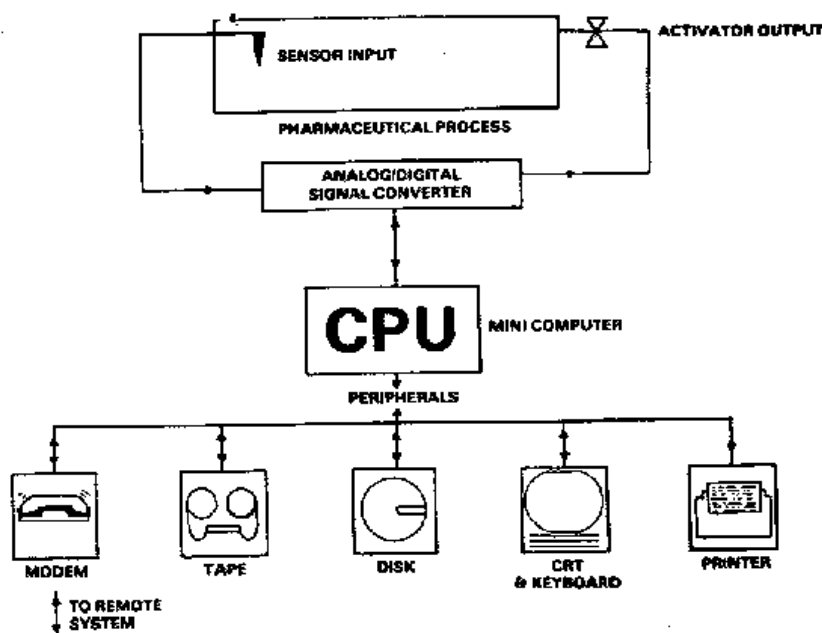 ACTIVATOR OUTPUT
SENSOR INPUT
PHARMACEUTICAL PROCESS
ANALOG/DIGITAL
SIGNAL CONVERTER
CPU
MINI COMPUTER
PERIPHERALS
MODEM
TAPE
DISK
CRT
& KEYBOARD
PRINTER
TO REMOTE
SYSTEM